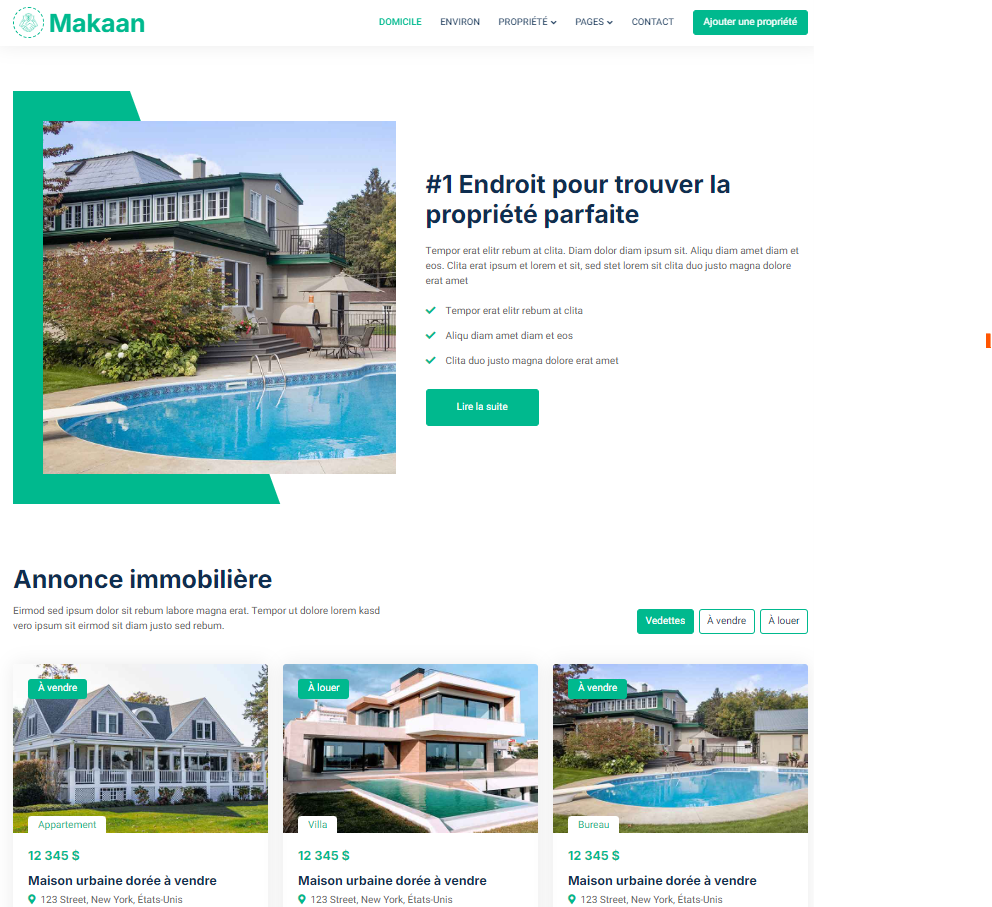 Makaan
DOMICILE ENVIRON PROPRIÉTÉ PAGES CONTACT Ajouter une propriété
#1 Endroit pour trouver la
propriété parfaite
Tempor erat elitr rebum at clita. Diam dolor diam ipsum sit. Aliqu diam amet diam et
eos. Clita erat ipsum et lorem et sit, sed stet lorem sit clita duo justo magna dolore
erat amet
Tempor erat elitr rebum at clita
Aliqu diam amet diam et eos
Clita duo justo magna dolore erat amet
Lire la suite
Annonce immobilière
Eirmod sed ipsum dolor sit rebum labore magna erat. Tempor ut dolore lorem kasd
vero ipsum sit eirmod sit diam justo sed rebum.
Vedettes À vendre À louer
À vendre
Appartement
12 345 $
Maison urbaine dorée à vendre
123 Street, New York, États-Unis
À louer
Villa
12 345 $
Maison urbaine dorée à vendre
123 Street, New York, États-Unis
À vendre
Bureau
12 345 $
Maison urbaine dorée à vendre
123 Street, New York, États-Unis